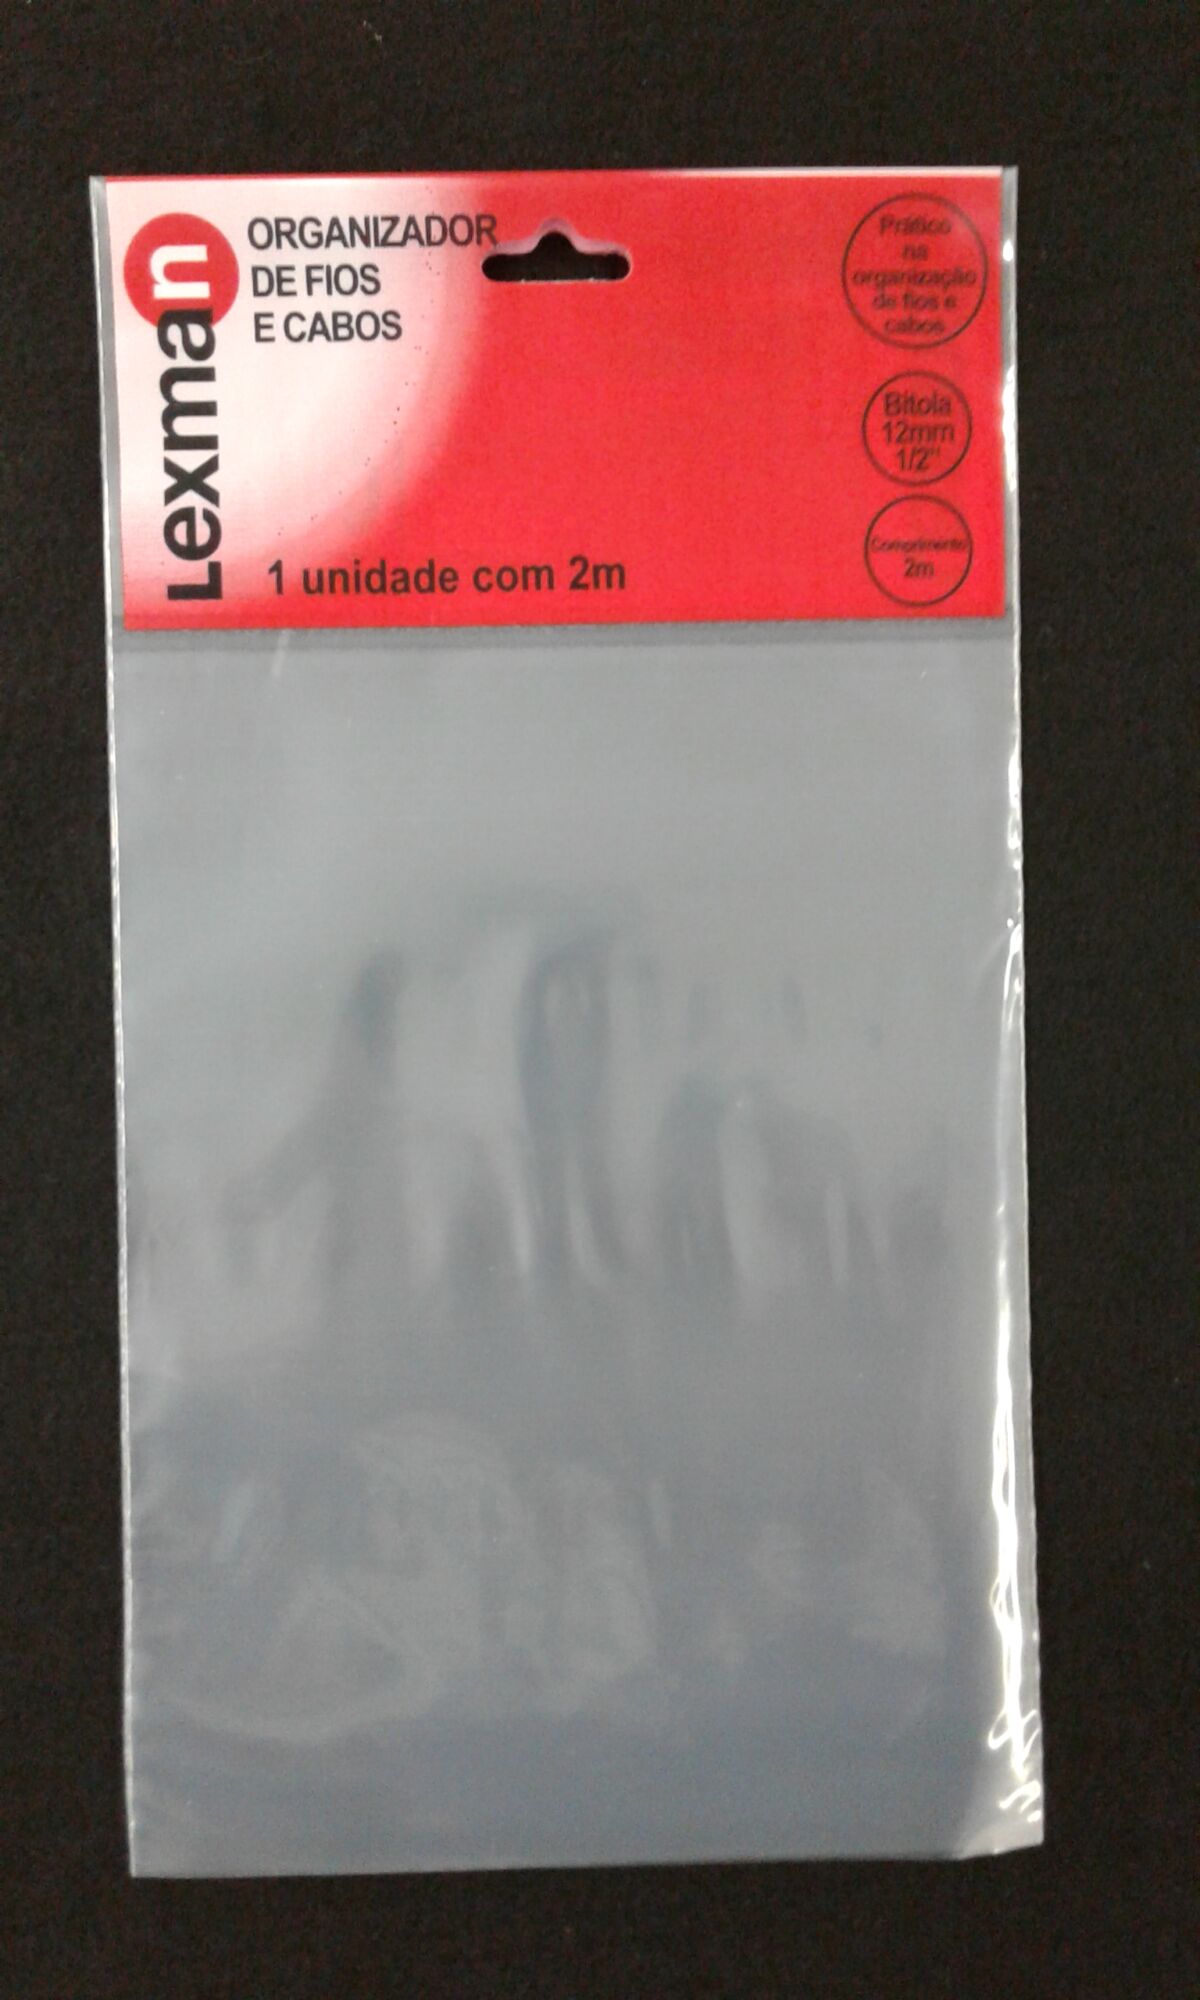 Lexman
ORGANIZADOR
DE FIOS
E CABOS
1 unidade com 2m
Prático
na
organização
de fios e
cabos
Bitola
12mm
1/2"
Comprimento
2m